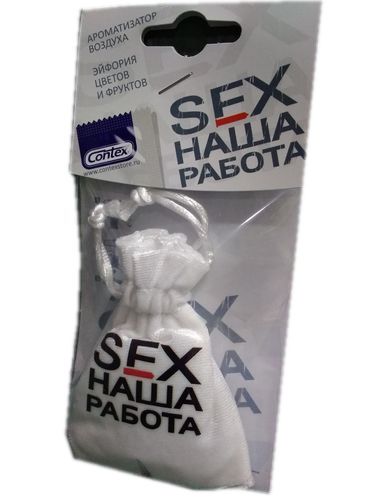 АРОМАТИЗАТОР
ВОЗДУХА
ЭЙФОРИЯ
ЦВЕТОВ
И ФРУКТОВ
Contex
www.contexstore.ru
SEX
НАША
РАБОТА
SEX
НАША
РАБОТА